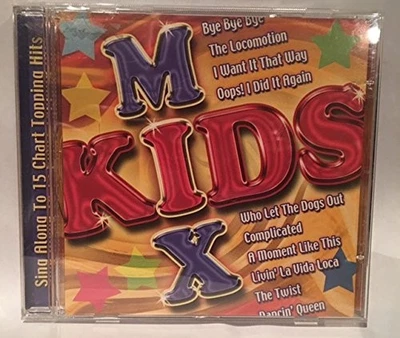 Sing Along To 15 Chart Topping Hits
Bye Bye Bye
The Locomotion
I Want It That Way
Oops! I Did It Again
MIX
KIDS
Who Let The Dogs Out
Complicated
A Moment Like This
Livin' La Vida Loca
The Twist
Dancin' Queen